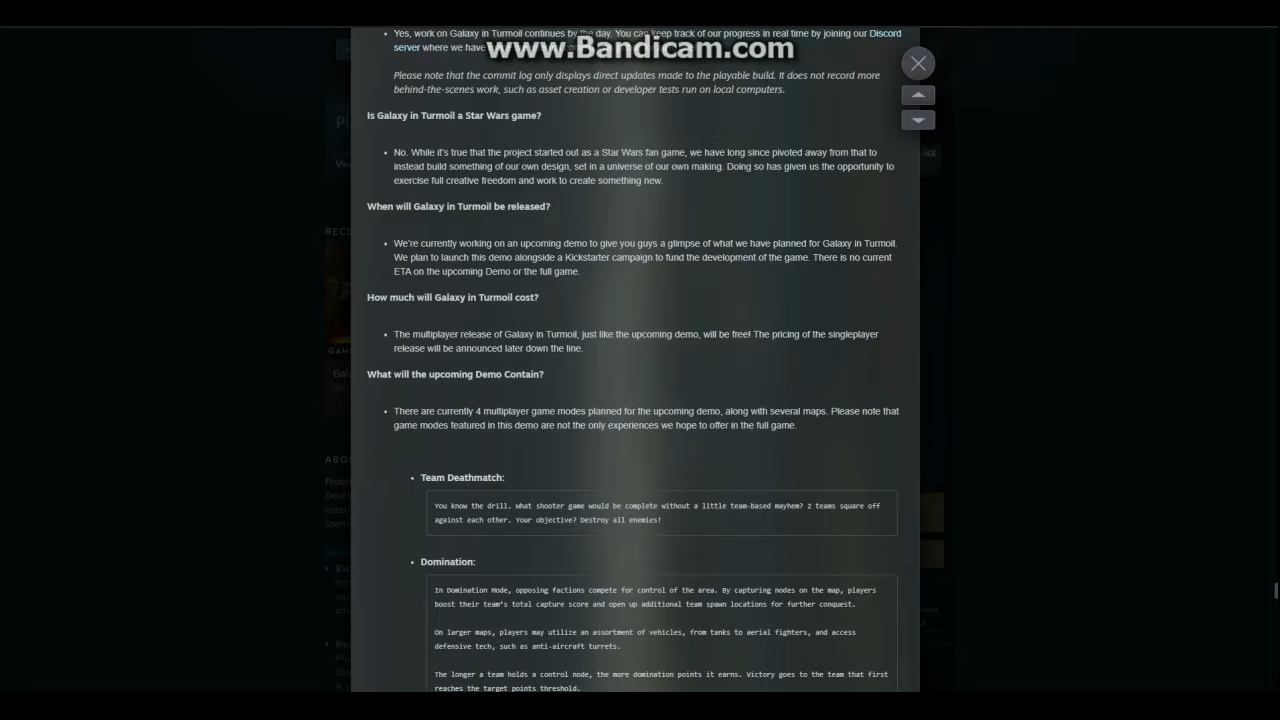 Yes, work on Galaxy in Turmoil continues by the day. You can keep track of our progress in real time by joining our Discord
server where we have
www.Bandicam.com
Please note that the commit log only displays direct updates made to the playable build. It does not record more
behind-the-scenes work, such as asset creation or developer tests run on local computers.
Is Galaxy in Turmoil a Star Wars game?
No. While it's true that the project started out as a Star Wars fan game, we have long since pivoted away from that to
instead build something of our own design, set in a universe of our own making. Doing so has given us the opportunity to
exercise full creative freedom and work to create something new.
When will Galaxy in Turmoil be released?
We're currently working on an upcoming demo to give you guys a glimpse of what we have planned for Galaxy in Turmoil.
We plan to launch this demo alongside a Kickstarter campaign to fund the development of the game. There is no current
ETA on the upcoming Demo or the full game.
How much will Galaxy in Turmoil cost?
The multiplayer release of Galaxy in Turmoil, just like the upcoming demo, will be free! The pricing of the singleplayer
release will be announced later down the line.
What will the upcoming Demo Contain?
There are currently 4 multiplayer game modes planned for the upcoming demo, along with several maps. Please note that
game modes featured in this demo are not the only experiences we hope to offer in the full game.
Team Deathmatch:
You know the drill. What shooter game would be complete without a little team-based mayhem? 2 teams square off
against each other. Your objective? Destroy all enemies!
Domination:
In Domination Mode, opposing factions compete for control of the area. By capturing nodes on the map, players
boost their team's total capture score and open up additional team spawn locations for further conquest.
On larger maps, players may utilize an assortment of vehicles, from tanks to aerial fighters, and access
defensive tech, such as anti-aircraft turrets.
The longer a team holds a control node, the more domination points it earns. Victory goes to the team that first
reaches the target points threshold.